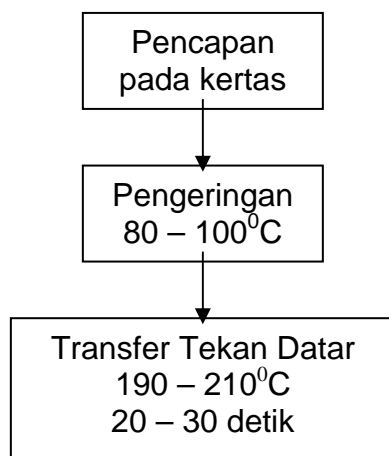 Pencapan
pada kertas
Pengeringan
80 – 100⁰C
Transfer Tekan Datar
190 – 210⁰C
20 – 30 detik